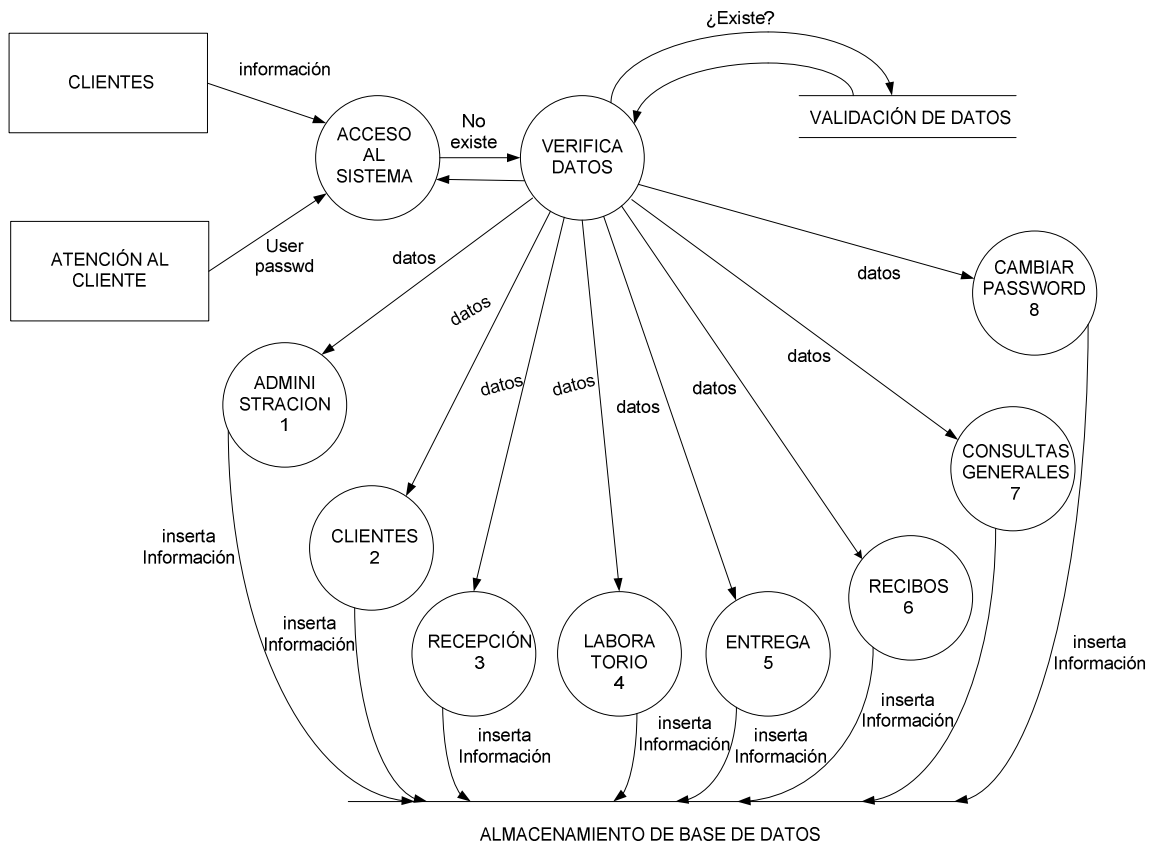 ¿Existe?
CLIENTES
información
VALIDACIÓN DE DATOS
ACCESO
AL
SISTEMA
No
existe
VERIFICA
DATOS
ATENCIÓN AL
CLIENTE
User
passwd
datos
datos
datos
datos
datos
datos
datos
datos
CAMBIAR
PASSWORD
8
ADMINI
STRACION
1
CONSULTAS
GENERALES
7
CLIENTES
2
RECIBOS
6
RECEPCIÓN
3
LABORA
TORIO
4
ENTREGA
5
inserta
Información
inserta
Información
inserta
Información
inserta
Información
inserta
Información
inserta
Información
inserta
Información
ALMACENAMIENTO DE BASE DE DATOS